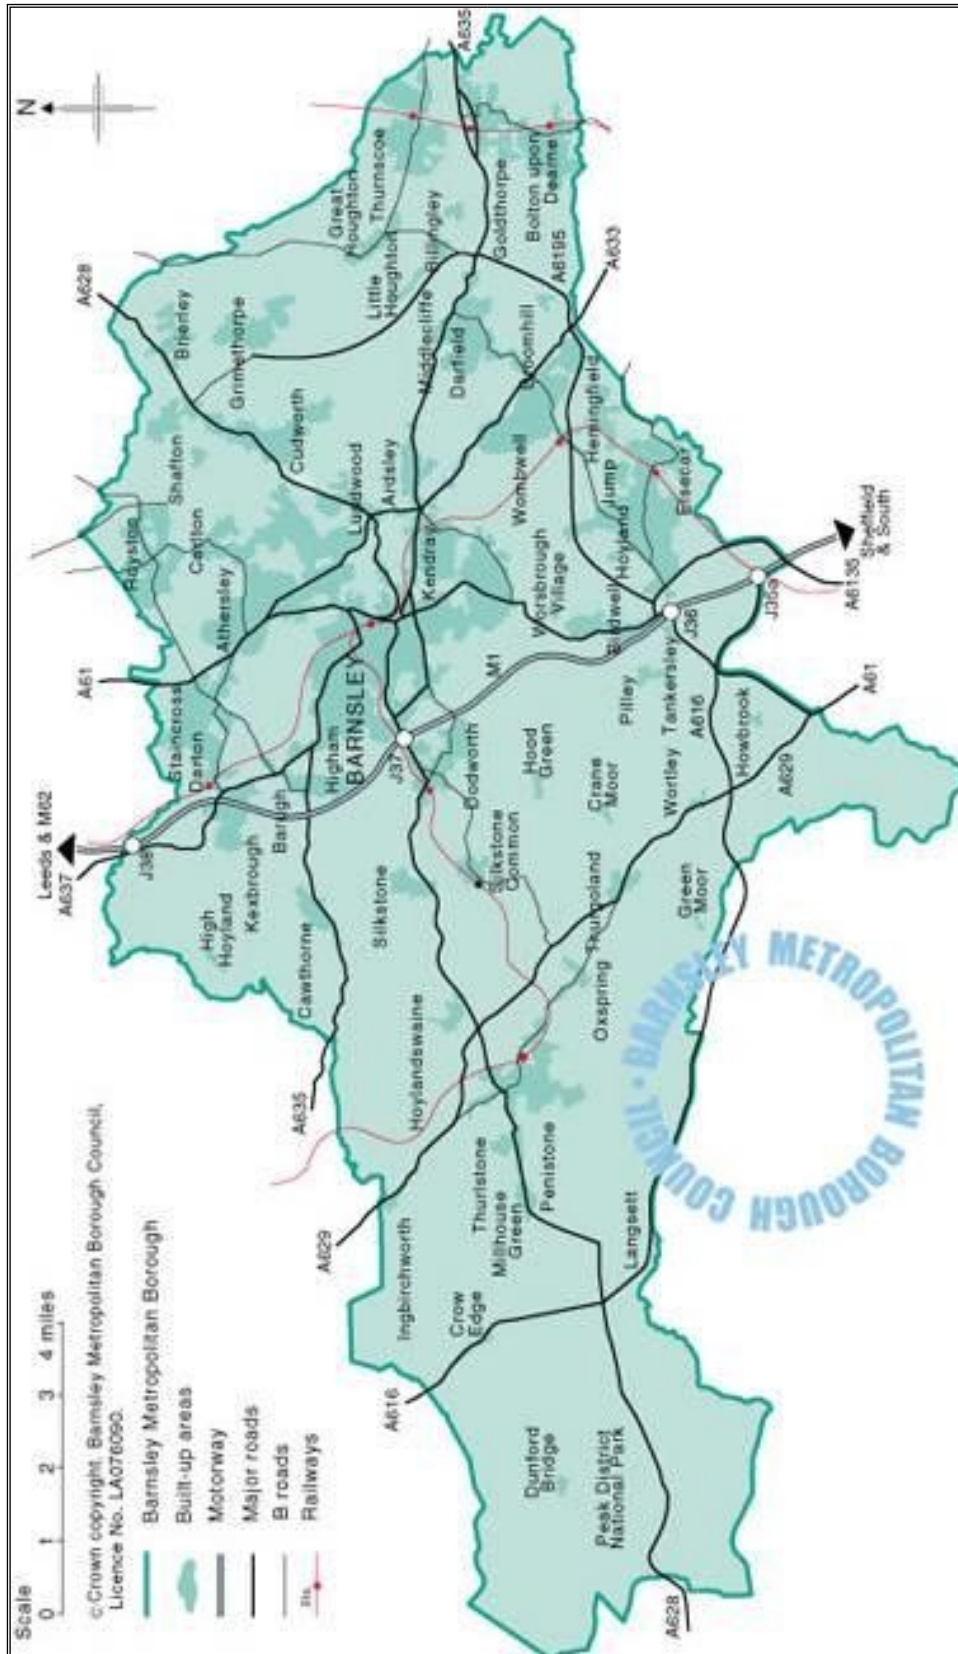 Scale
0 1 2 3 4 miles
© Crown copyright. Barnsley Metropolitan Borough Council,
Licence No. LA076090.
Barnsley Metropolitan Borough
Built-up areas
Motorway
Major roads
B roads
Railways
Sta
N
Leeds & M62
A637
J38
A61
A628
A635
A635
A629
A616
A628
A6195
A633
Sheffield
& South
A6135
J35a
J36
J37
M1
A61
A616
A629
Royston
Shafton
Brierley
Grimethorpe
Great
Houghton
Thurnscoe
Little
Houghton
Billingley
Goldthorpe
Bolton upon
Dearne
Middlecliffe
Darfield
Broomhill
Cudworth
Carlton
Athersley
Lundwood
Ardsley
Kendray
Wombwell
Hemingfield
Jump
Elsecar
Hoyland
Worsbrough
Village
Birdwell
Staincross
Darton
Higham
BARNSLEY
Barugh
Kexbrough
High
Hoyland
Cawthorne
Silkstone
Dodworth
Silkstone
Common
Hood
Green
Crane
Moor
Pilley
Tankersley
Wortley
Howbrook
Thurgoland
Green
Moor
Oxspring
Hoylandswaine
Thurlstone
Millhouse
Green
Penistone
Ingbirchworth
Crow
Edge
Langsett
Dunford
Bridge
Peak District
National Park
BARNSLEY METROPOLITAN BOROUGH COUNCIL •